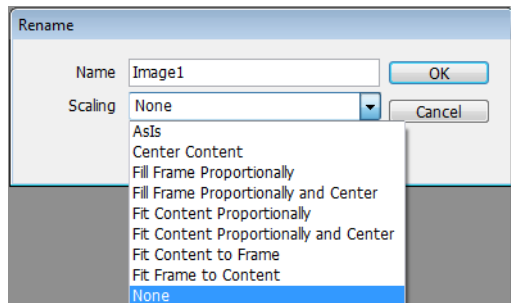 Rename
Name Image1 OK
Scaling None Cancel
AsIs
Center Content
Fill Frame Proportionally
Fill Frame Proportionally and Center
Fit Content Proportionally
Fit Content Proportionally and Center
Fit Content to Frame
Fit Frame to Content
None